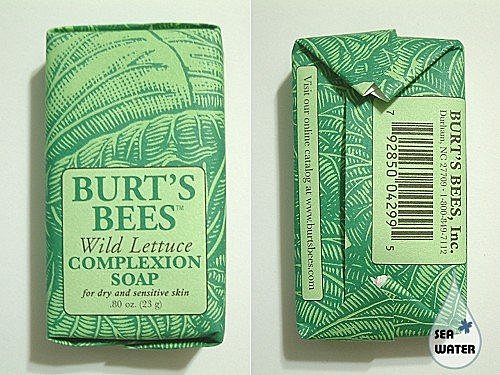 BURT'S
BEES™
Wild Lettuce
COMPLEXION
SOAP
for dry and sensitive skin
.80 oz. (23 g)
Visit our online catalog at www.burtsbees.com
7 92850 04299 5
BURT'S BEES, Inc.
Durham, NC 27709 · 1-800-849-7112
SEA
WATER